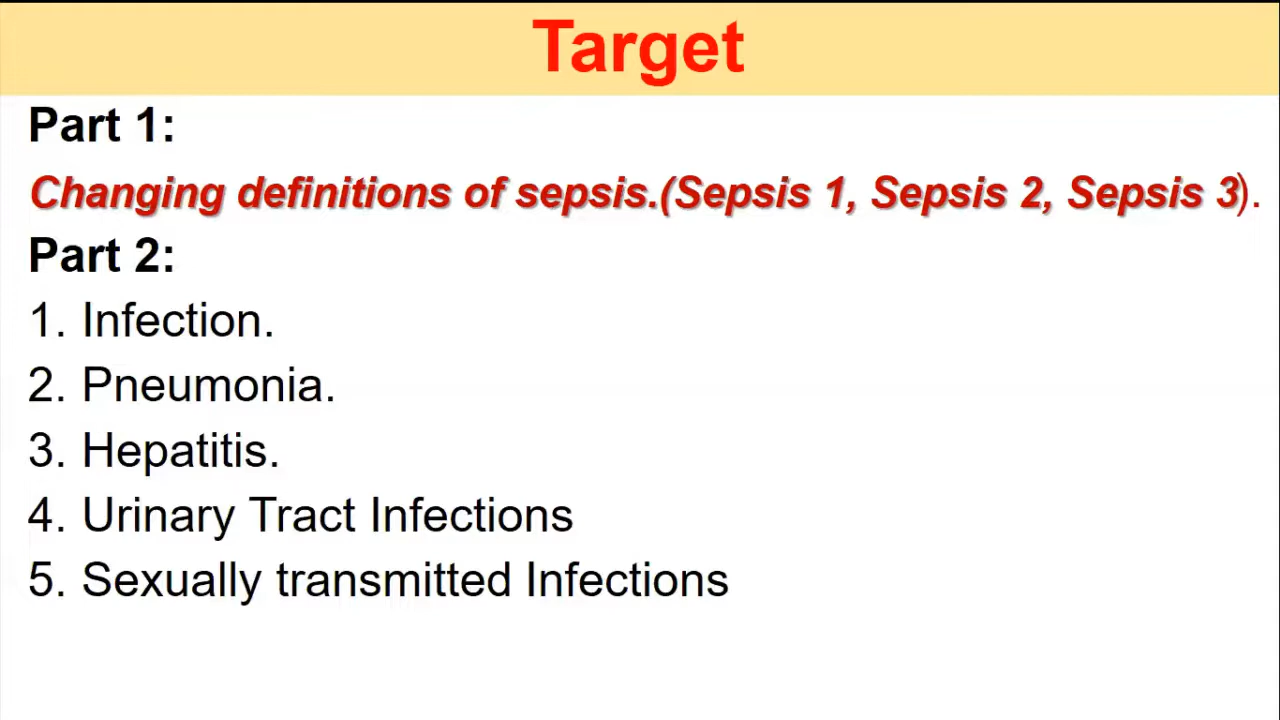 Target
Part 1:
Changing definitions of sepsis.(Sepsis 1, Sepsis 2, Sepsis 3).
Part 2:
1. Infection.
2. Pneumonia.
3. Hepatitis.
4. Urinary Tract Infections
5. Sexually transmitted Infections